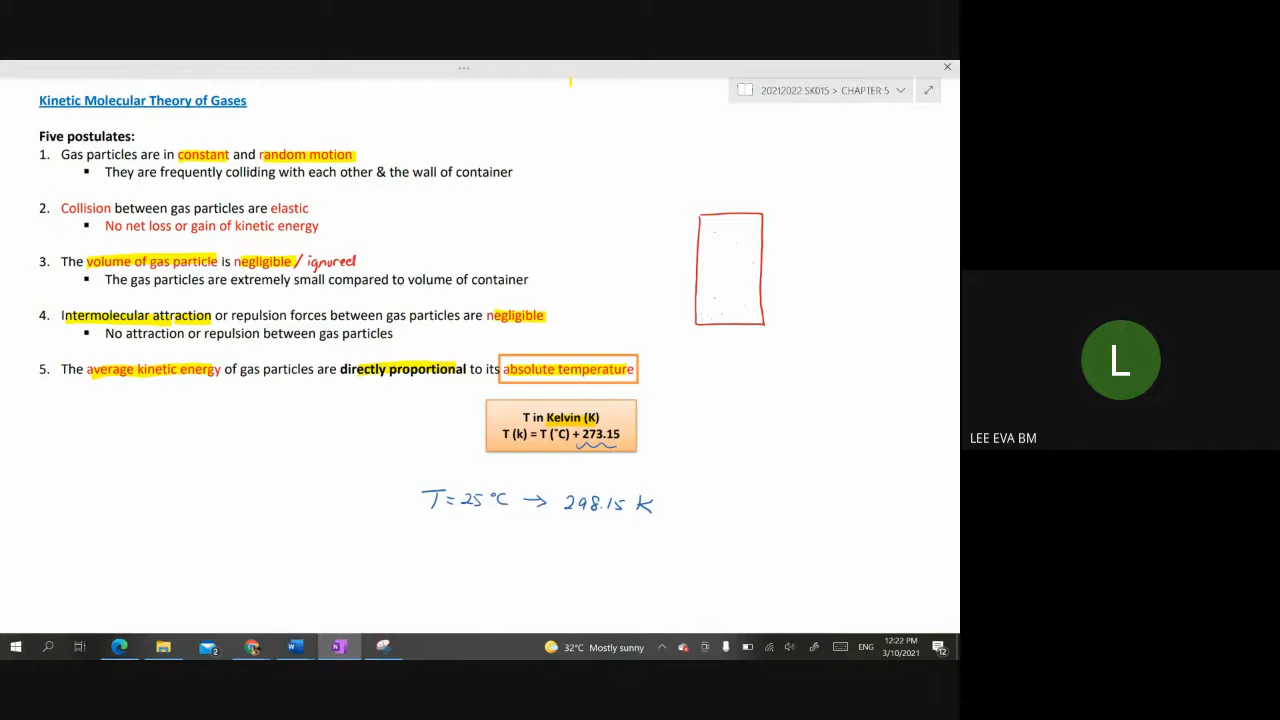 20212022 SK015 > CHAPTER 5
Kinetic Molecular Theory of Gases
Five postulates:
1. Gas particles are in constant and random motion
▪ They are frequently colliding with each other & the wall of container
2. Collision between gas particles are elastic
▪ No net loss or gain of kinetic energy
3. The volume of gas particle is negligible / ignored
▪ The gas particles are extremely small compared to volume of container
4. Intermolecular attraction or repulsion forces between gas particles are negligible
▪ No attraction or repulsion between gas particles
5. The average kinetic energy of gas particles are directly proportional to its absolute temperature
T in Kelvin (K)
T (k) = T (˚C) + 273.15
T = 25 °C → 298.15 K
L
LEE EVA BM
32°C Mostly sunny
ENG
12:22 PM
3/10/2021